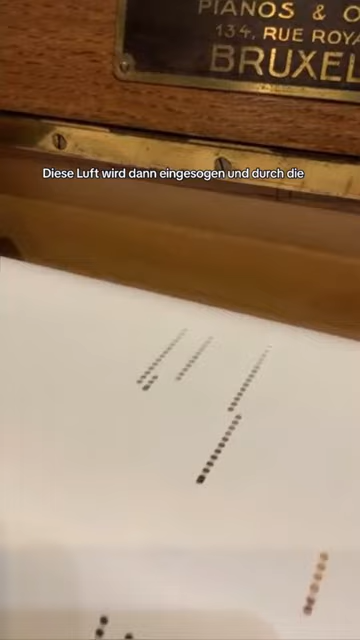 PIANOS & O
134, RUE ROYA
BRUXEL
Diese Luft wird dann eingesogen und durch die